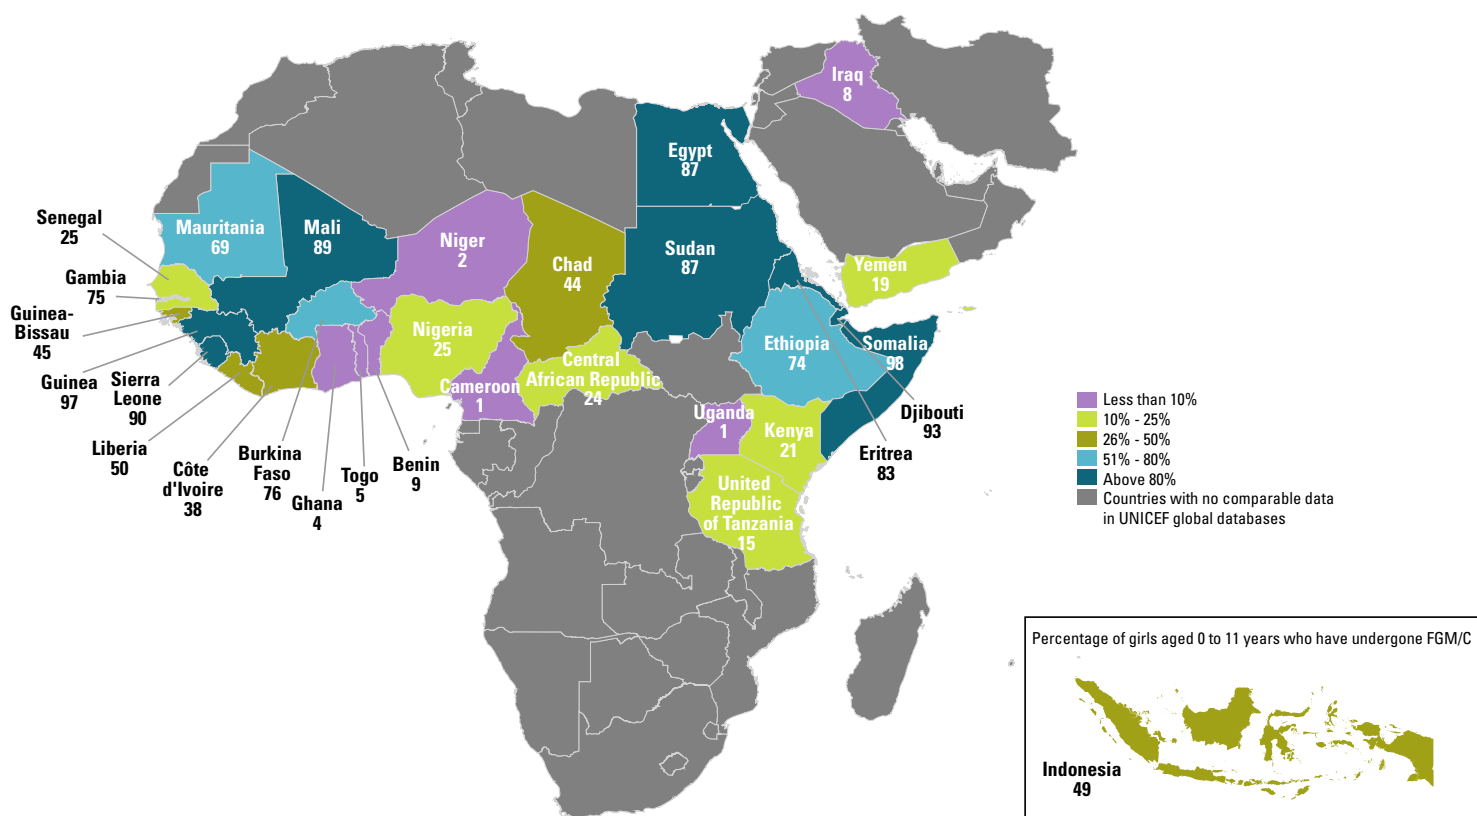 Iraq
8
Egypt
87
Senegal
25
Mauritania
69
Mali
89
Niger
2
Chad
44
Sudan
87
Yemen
19
Gambia
75
Guinea-
Bissau
45
Nigeria
25
Ethiopia
74
Somalia
98
Guinea
97
Sierra
Leone
90
Cameroon
1
Central
African Republic
24
Uganda
1
Kenya
21
Djibouti
93
Eritrea
83
Liberia
50
Côte
d'Ivoire
38
Burkina
Faso
76
Ghana
4
Togo
5
Benin
9
United
Republic
of Tanzania
15
Less than 10%
10% - 25%
26% - 50%
51% - 80%
Above 80%
Countries with no comparable data
in UNICEF global databases
Percentage of girls aged 0 to 11 years who have undergone FGM/C
Indonesia
49